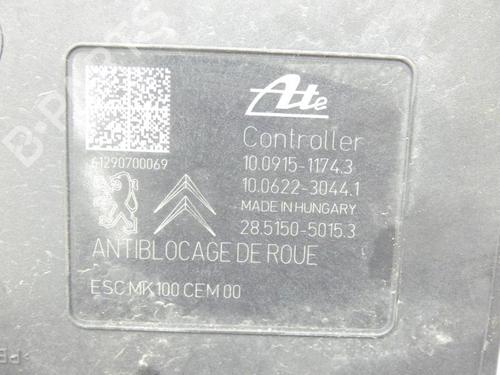 Ate
Controller
61290700069
10.0915-1174.3
10.0622-3044.1
MADE IN HUNGARY
28.5150-5015.3
ANTIBLOCAGE DE ROUE
ESC MK100 CEM 00
B-PARTS